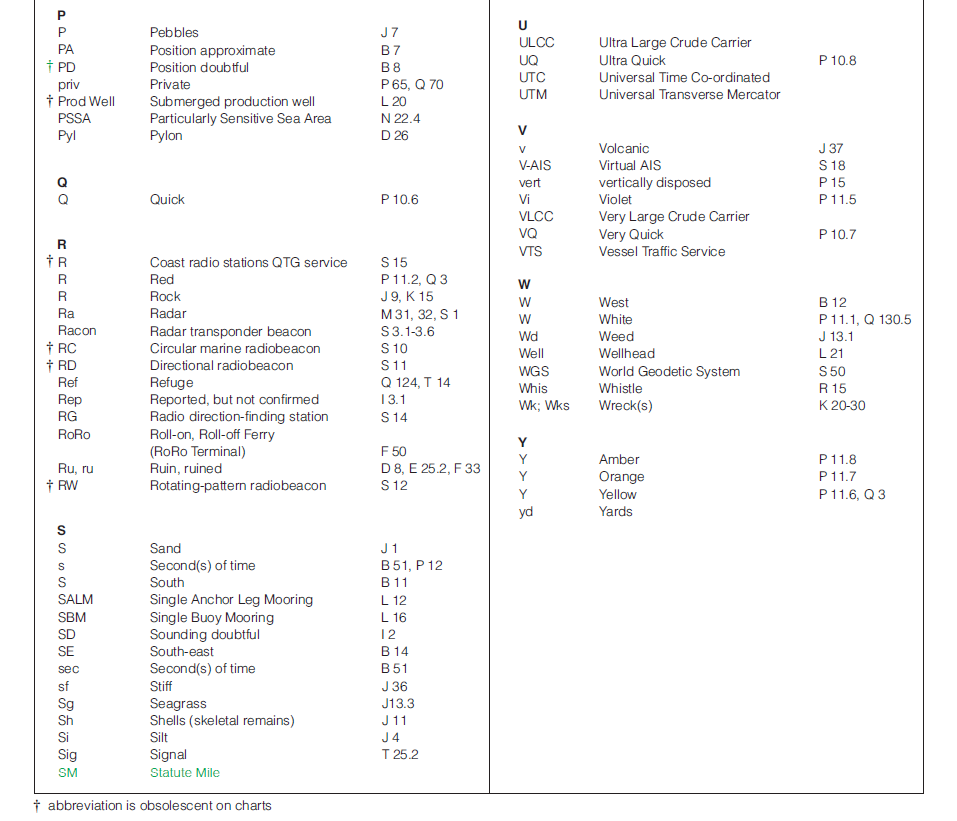 P
P Pebbles J 7
PA Position approximate B 7
† PD Position doubtful B 8
priv Private P 65, Q 70
† Prod Well Submerged production well L 20
PSSA Particularly Sensitive Sea Area N 22.4
Pyl Pylon D 26
Q
Q Quick P 10.6
R
† R Coast radio stations QTG service S 15
R Red P 11.2, Q 3
R Rock J 9, K 15
Ra Radar M 31, 32, S 1
Racon Radar transponder beacon S 3.1-3.6
† RC Circular marine radiobeacon S 10
† RD Directional radiobeacon S 11
Ref Refuge Q 124, T 14
Rep Reported, but not confirmed I 3.1
RG Radio direction-finding station S 14
RoRo Roll-on, Roll-off Ferry
(RoRo Terminal) F 50
Ru, ru Ruin, ruined D 8, E 25.2, F 33
† RW Rotating-pattern radiobeacon S 12
S
S Sand J 1
s Second(s) of time B 51, P 12
S South B 11
SALM Single Anchor Leg Mooring L 12
SBM Single Buoy Mooring L 16
SD Sounding doubtful I 2
SE South-east B 14
sec Second(s) of time B 51
sf Stiff J 36
Sg Seagrass J13.3
Sh Shells (skeletal remains) J 11
Si Silt J 4
Sig Signal T 25.2
SM Statute Mile
U
ULCC Ultra Large Crude Carrier
UQ Ultra Quick P 10.8
UTC Universal Time Co-ordinated
UTM Universal Transverse Mercator
V
v Volcanic J 37
V-AIS Virtual AIS S 18
vert vertically disposed P 15
Vi Violet P 11.5
VLCC Very Large Crude Carrier
VQ Very Quick P 10.7
VTS Vessel Traffic Service
W
W West B 12
W White P 11.1, Q 130.5
Wd Weed J 13.1
Well Wellhead L 21
WGS World Geodetic System S 50
Whis Whistle R 15
Wk; Wks Wreck(s) K 20-30
Y
Y Amber P 11.8
Y Orange P 11.7
Y Yellow P 11.6, Q 3
yd Yards
† abbreviation is obsolescent on charts